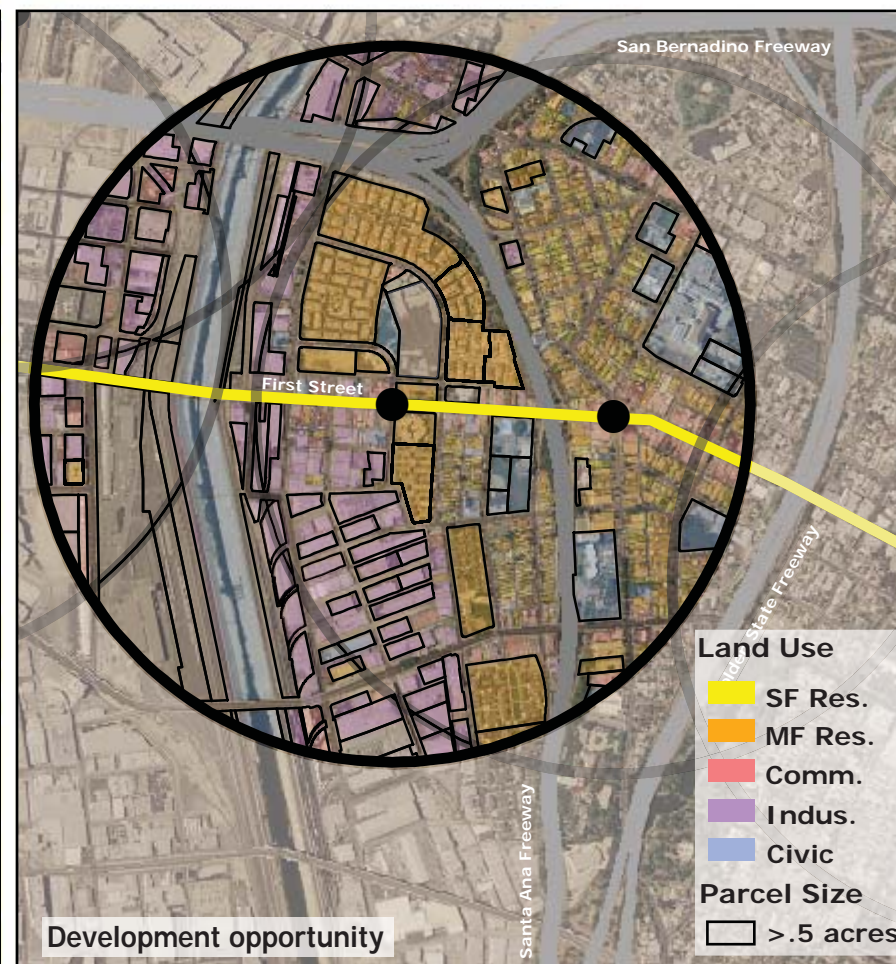 San Bernadino Freeway
First Street
Santa Ana Freeway
State Freeway
Land Use
SF Res.
MF Res.
Comm.
Indus.
Civic
Parcel Size
>.5 acres
Development opportunity